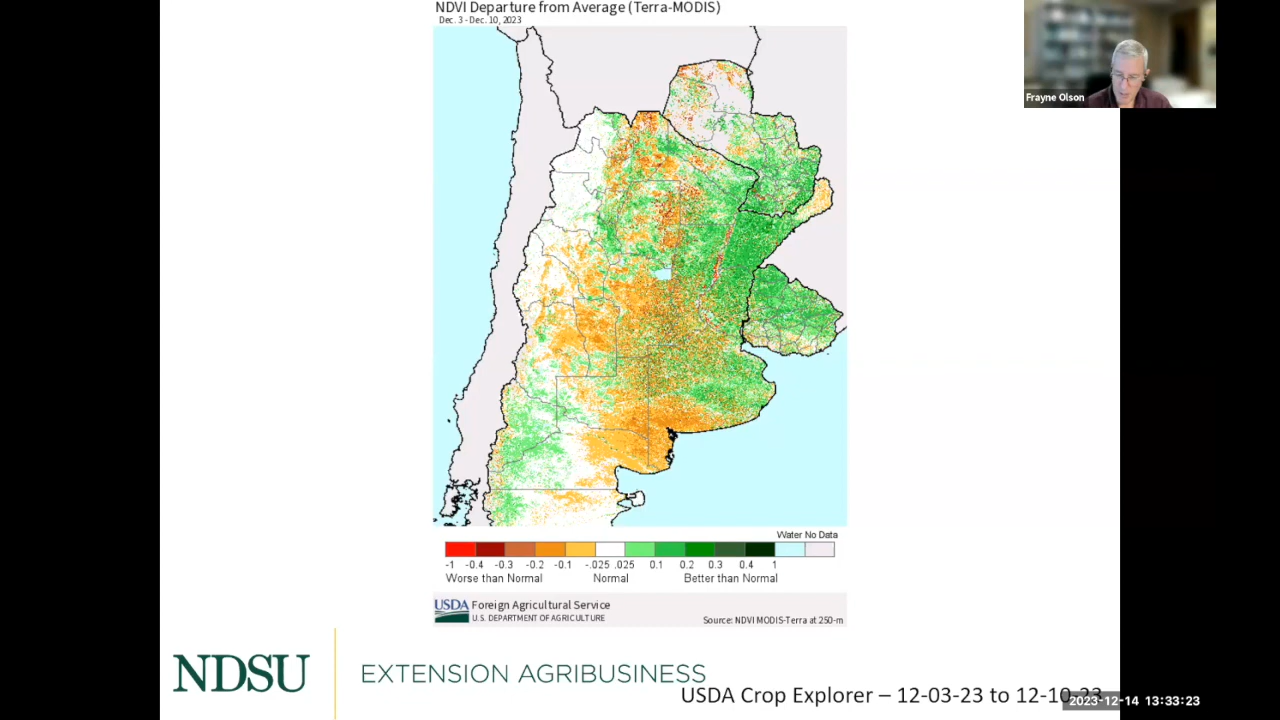 NDVI Departure from Average (Terra-MODIS)
Dec. 3 - Dec. 10, 2023
Frayne Olson
Water No Data
-1 -0.4 -0.3 -0.2 -0.1 -.025 .025 0.1 0.2 0.3 0.4 1
Worse than Normal Normal Better than Normal
USDA Foreign Agricultural Service
U.S. DEPARTMENT OF AGRICULTURE
Source: NDVI MODIS-Terra at 250-m
NDSU EXTENSION AGRIBUSINESS
USDA Crop Explorer – 12-03-23 to 12-10-23
2023-12-14 13:33:23